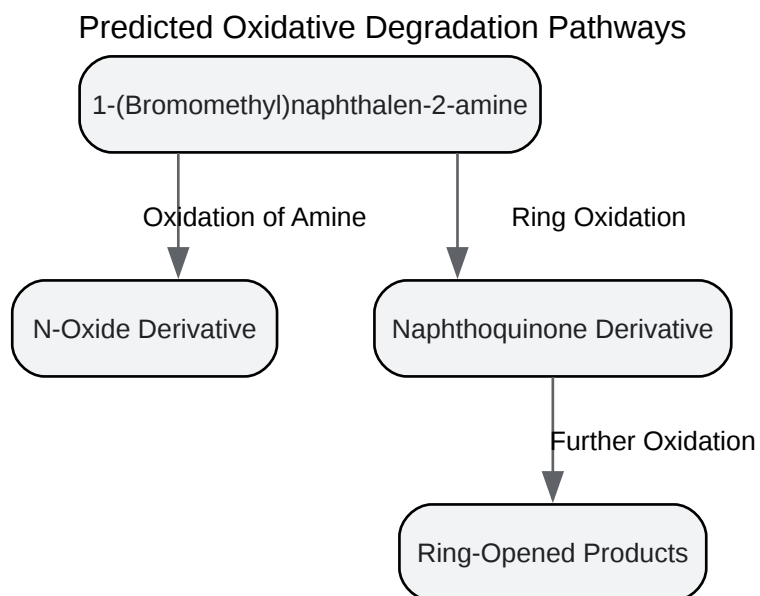 Predicted Oxidative Degradation Pathways
1-(Bromomethyl)naphthalen-2-amine
Oxidation of Amine
Ring Oxidation
N-Oxide Derivative
Naphthoquinone Derivative
Further Oxidation
Ring-Opened Products